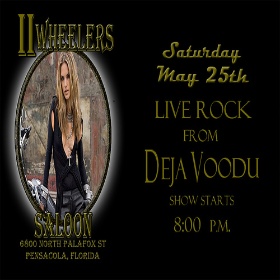 II WHEELERS
SALOON
6800 NORTH PALAFOX ST
PENSACOLA, FLORIDA
Saturday
May 25th
LIVE ROCK
FROM
DEJA VOODU
SHOW STARTS
8:00 P.M.